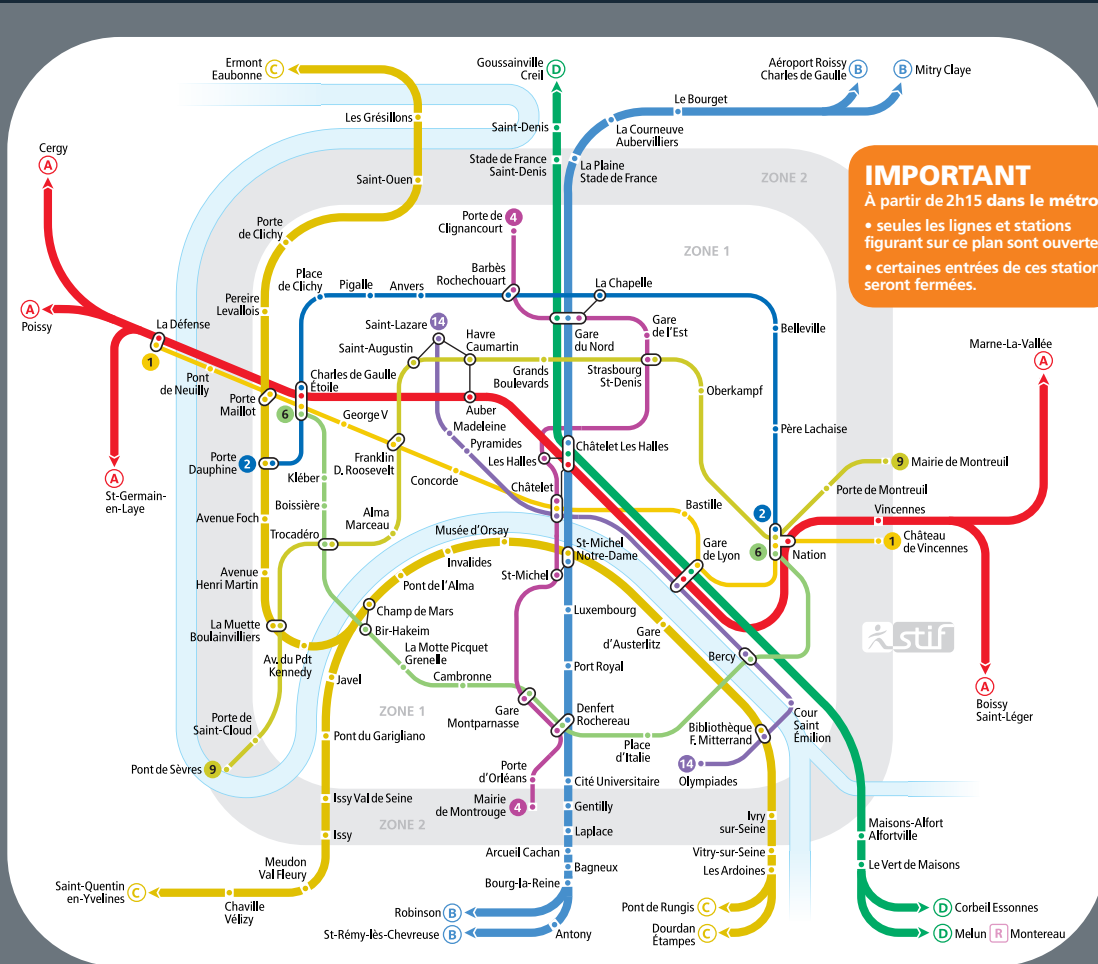 Ermont
Eaubonne
C
Goussainville
Creil
D
Aéroport Roissy
Charles de Gaulle
B
B
Mitry Claye
Le Bourget
Les Grésillons
Saint-Denis
La Courneuve
Aubervilliers
Cergy
A
Stade de France
Saint-Denis
La Plaine
Stade de France
ZONE 2
Saint-Ouen
IMPORTANT
À partir de 2h15 dans le métro
• seules les lignes et stations
figurant sur ce plan sont ouverte
• certaines entrées de ces station
seront fermées.
Porte
de Clichy
Porte de
Clignancourt
4
ZONE 1
Place
de Clichy
Pigalle
Anvers
Barbès
Rochechouart
La Chapelle
Pereire
Levallois
A
Poissy
La Défense
1
Saint-Lazare
14
Havre
Caumartin
Gare
du Nord
Gare
de l'Est
Belleville
Saint-Augustin
Marne-La-Vallée
A
Pont
de Neuilly
Charles de Gaulle
Étoile
Grands
Boulevards
Strasbourg
St-Denis
Oberkampf
Porte
Maillot
6
George V
Auber
Madeleine
Pyramides
Père Lachaise
Porte
Dauphine
2
Franklin
D. Roosevelt
Les Halles
Châtelet Les Halles
9
Mairie de Montreuil
A
St-Germain-
en-Laye
Kléber
Concorde
Châtelet
Porte de Montreuil
Boissière
Bastille
Vincennes
Avenue Foch
Alma
Marceau
2
Trocadéro
Musée d'Orsay
St-Michel
Notre-Dame
Gare
de Lyon
6
Nation
1
Château
de Vincennes
Invalides
Avenue
Henri Martin
Pont de l'Alma
St-Michel
Champ de Mars
Luxembourg
La Muette
Boulainvilliers
Bir-Hakeim
Gare
d'Austerlitz
stif
Av. du Pdt
Kennedy
La Motte Picquet
Grenelle
Port Royal
Bercy
Javel
Cambronne
A
Boissy
Saint-Léger
Porte de
Saint-Cloud
ZONE 1
Gare
Montparnasse
Denfert
Rochereau
Cour
Saint
Émilion
Pont du Garigliano
Place
d'Italie
Bibliothèque
F. Mitterrand
Pont de Sèvres
9
Porte
d'Orléans
Cité Universitaire
14
Olympiades
Issy Val de Seine
Mairie
de Montrouge
4
Gentilly
ZONE 2
Issy
Laplace
Ivry
sur-Seine
Maisons-Alfort
Alfortville
Arcueil Cachan
Vitry-sur-Seine
Meudon
Val Fleury
Bagneux
Les Ardoines
Le Vert de Maisons
Bourg-la-Reine
Saint-Quentin
en-Yvelines
C
Chaville
Vélizy
Robinson
B
Pont de Rungis
C
D
Corbeil Essonnes
St-Rémy-lès-Chevreuse
B
Antony
Dourdan
Étampes
C
D
Melun
R
Montereau